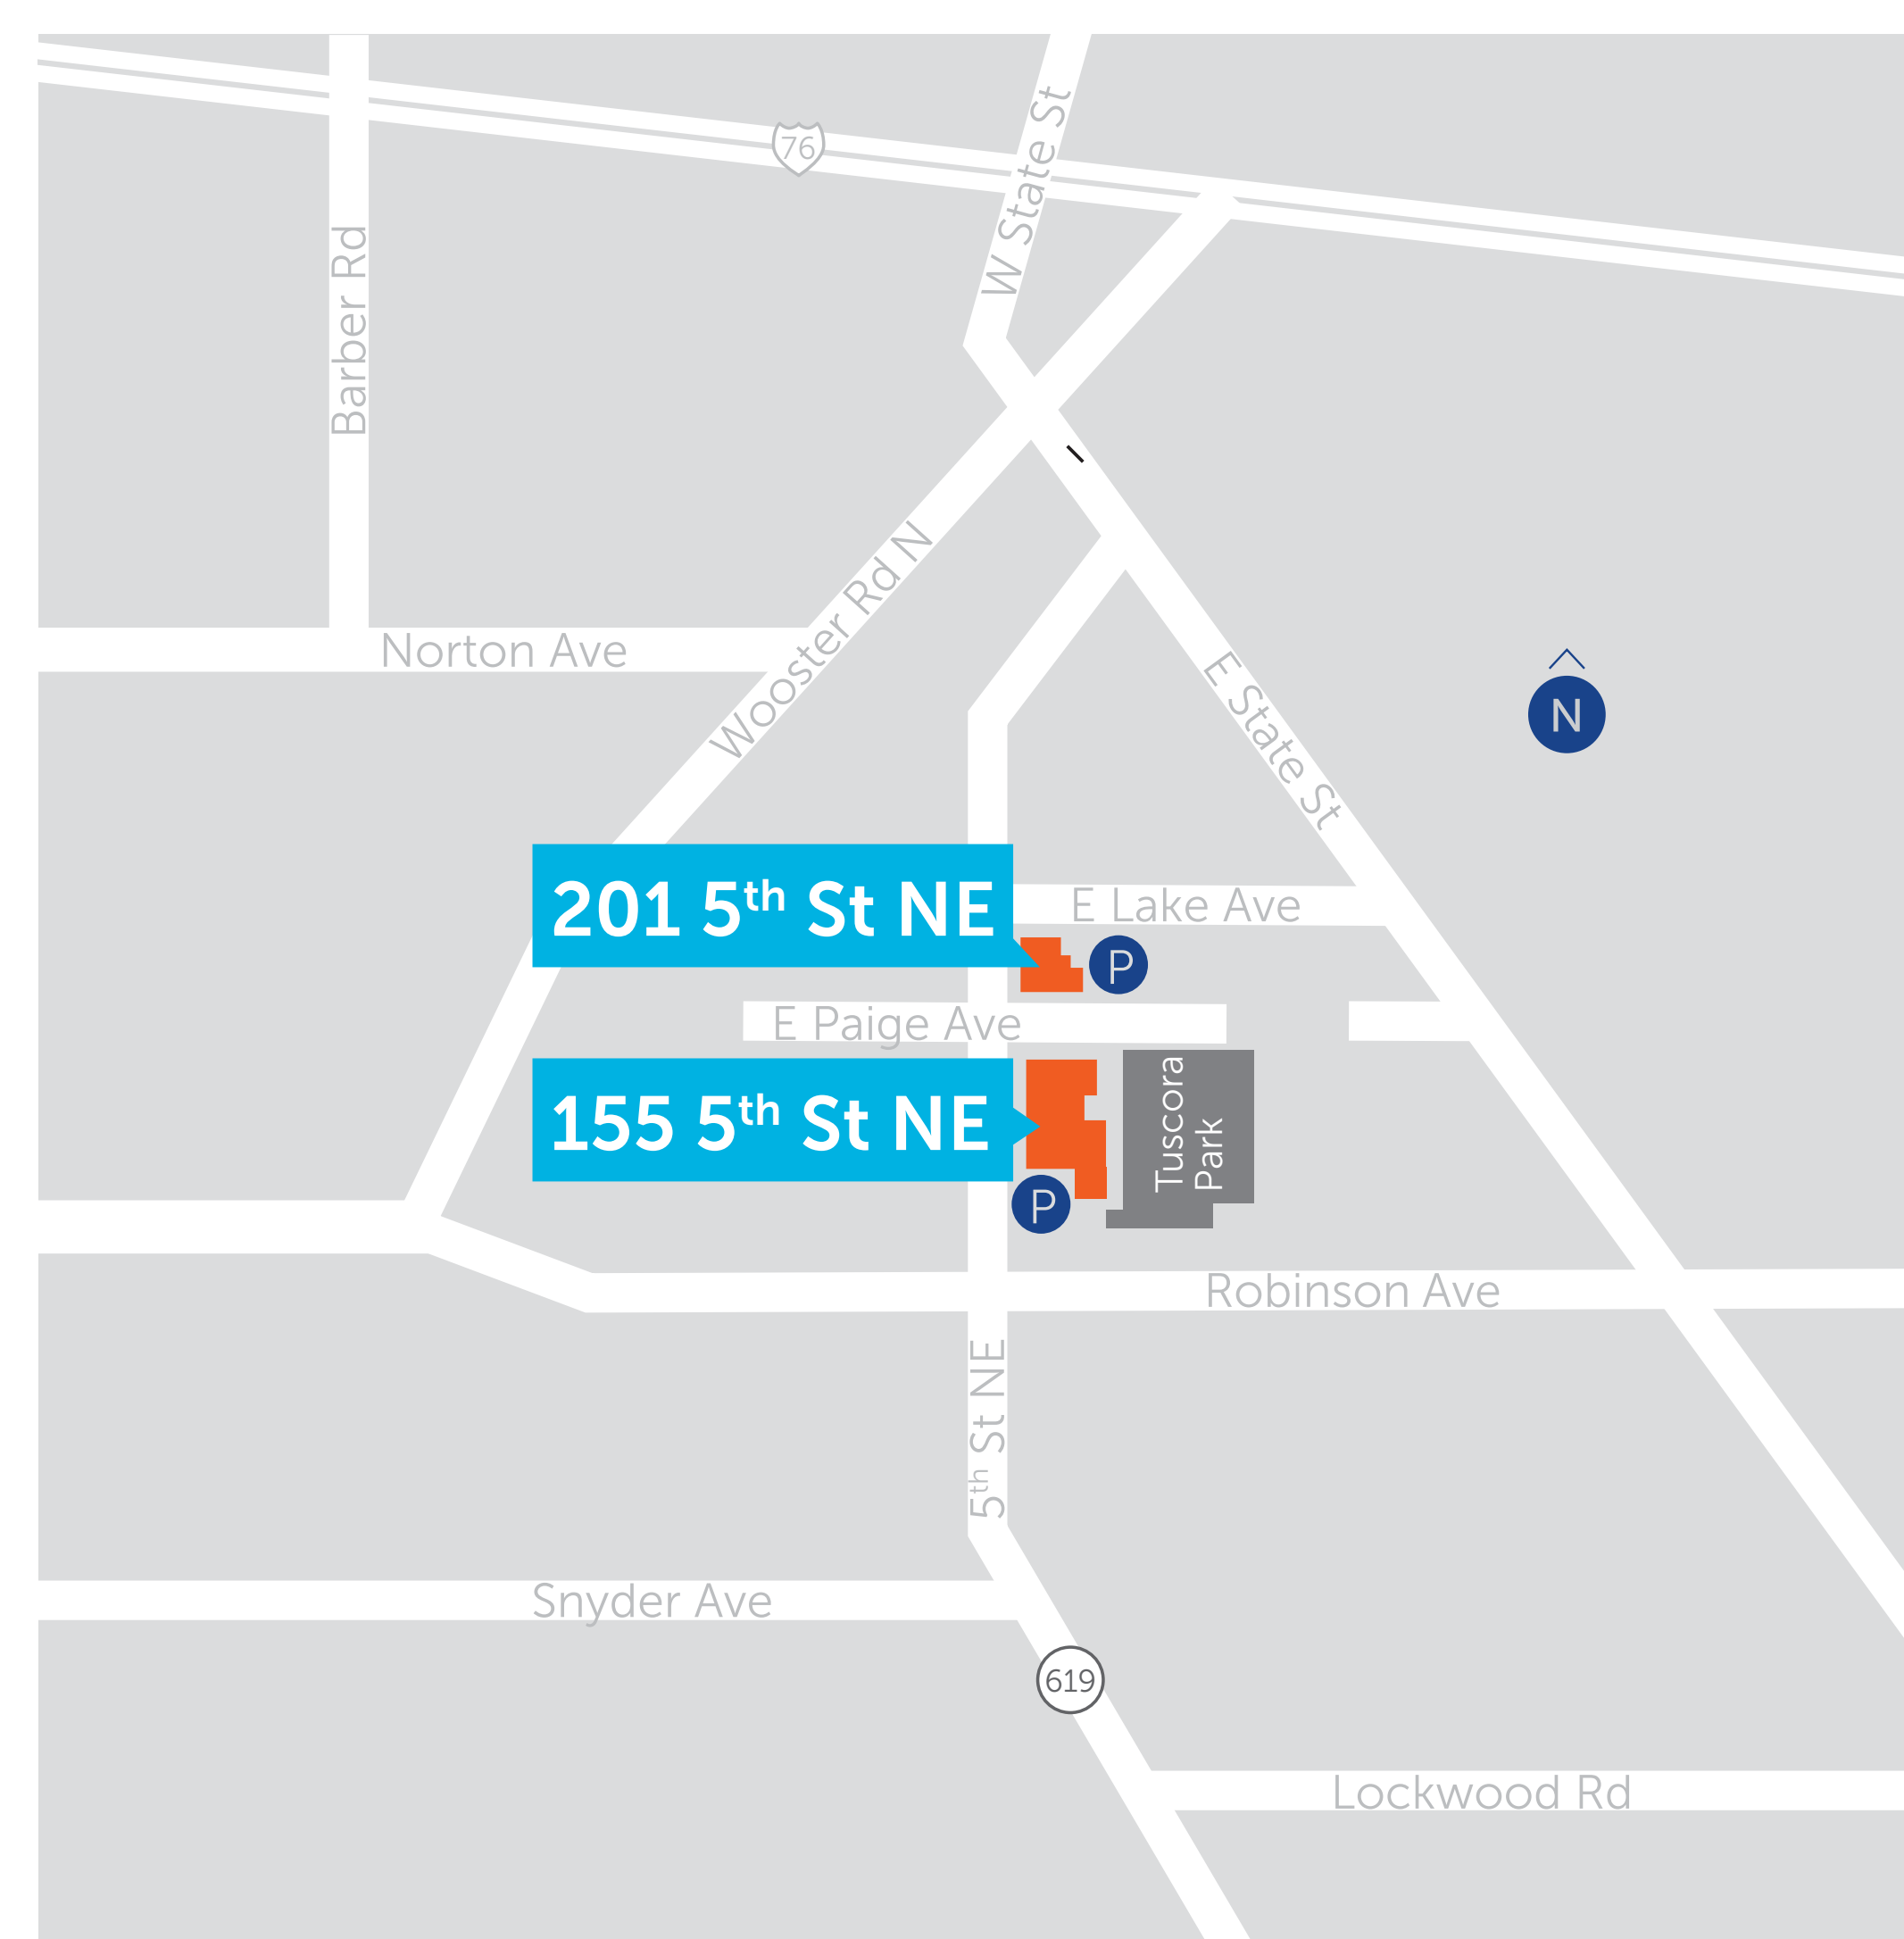 76
W State St
Barber Rd
Wooster Rd N
Norton Ave
E State St
N
201 5th St NE
E Lake Ave
P
E Paige Ave
155 5th St NE
Tuscora
Park
P
Robinson Ave
5th St NE
Snyder Ave
619
Lockwood Rd